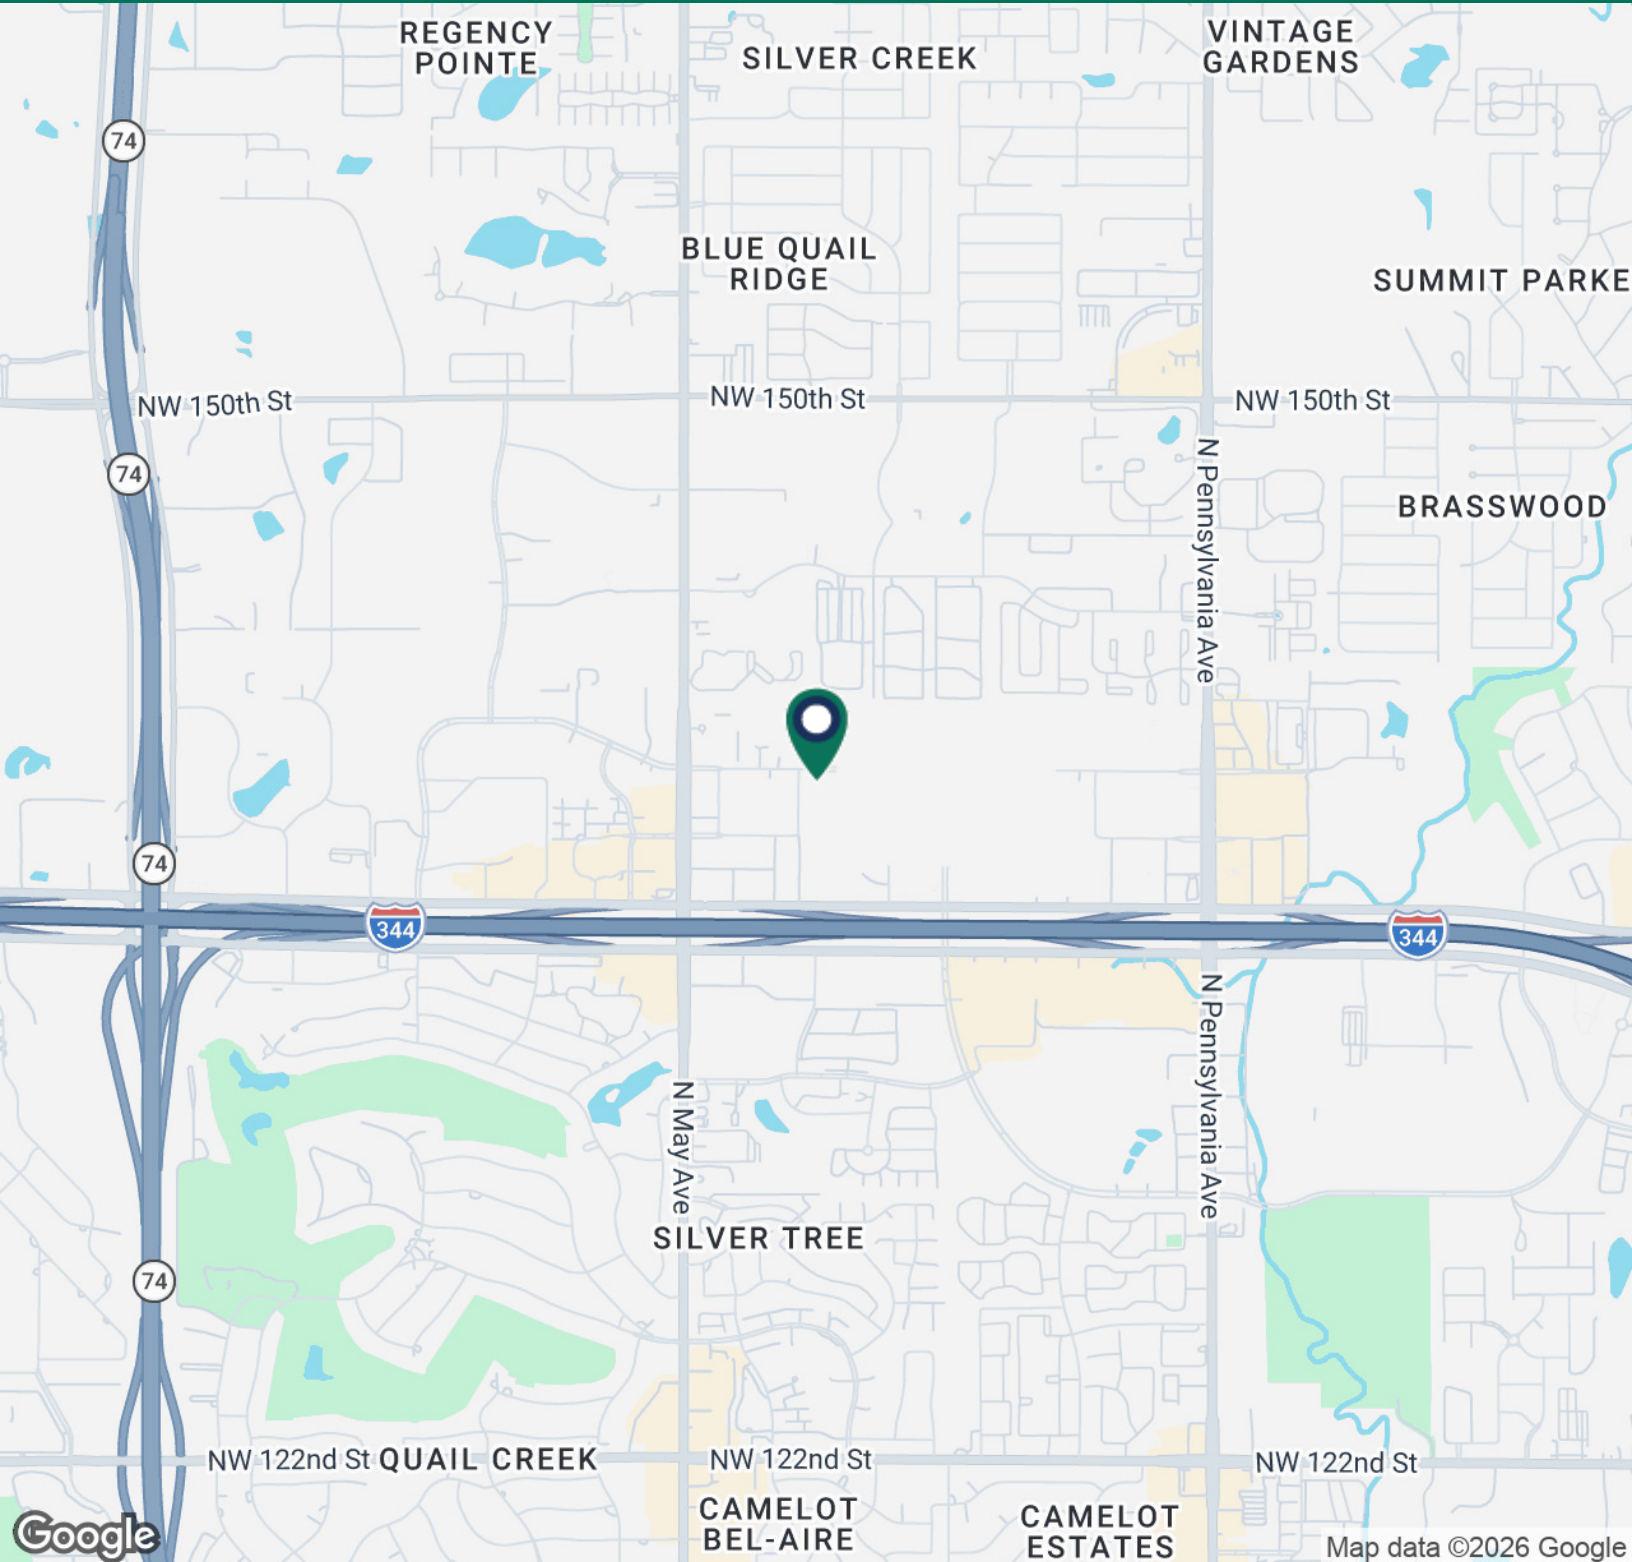 REGENCY
POINTE
SILVER CREEK
VINTAGE
GARDENS
74
BLUE QUAIL
RIDGE
SUMMIT PARKE
NW 150th St
NW 150th St
NW 150th St
74
N Pennsylvania Ave
BRASSWOOD
74
344
344
N May Ave
N Pennsylvania Ave
SILVER TREE
74
NW 122nd St
QUAIL CREEK
NW 122nd St
NW 122nd St
CAMELOT
BEL-AIRE
CAMELOT
ESTATES
Google
Map data ©2026 Google